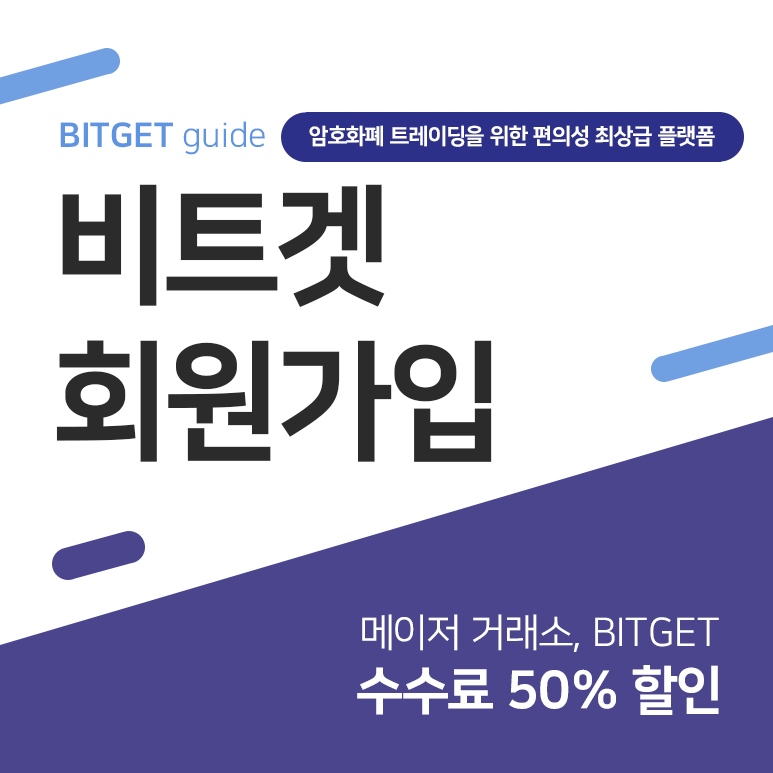 BITGET guide 암호화폐 트레이딩을 위한 편의성 최상급 플랫폼
비트겟
회원가입
메이저 거래소, BITGET
수수료 50% 할인